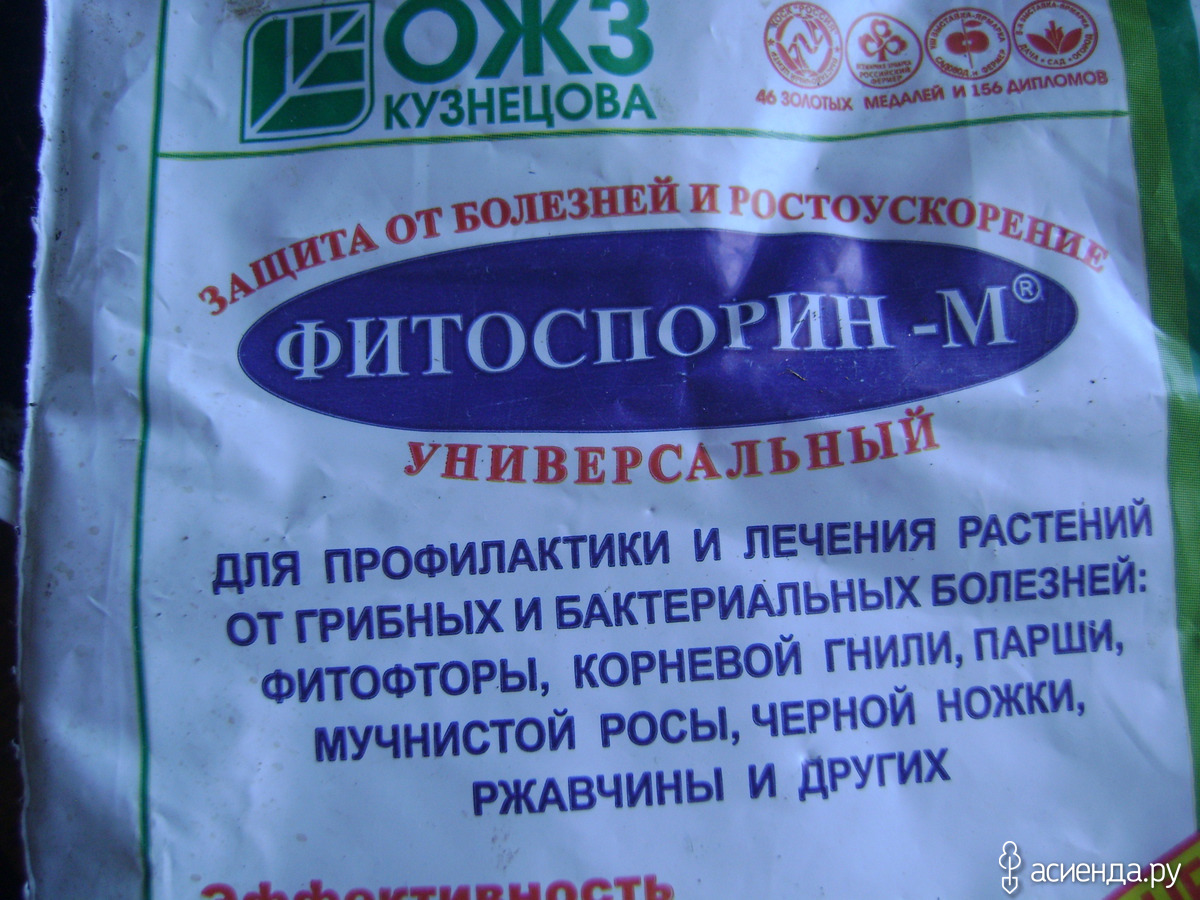 ОЖЗ
КУЗНЕЦОВА
46 ЗОЛОТЫХ МЕДАЛЕЙ И 156 ДИПЛОМОВ
ЗАЩИТА ОТ БОЛЕЗНЕЙ И РОСТОУСКОРЕНИЕ
ФИТОСПОРИН -М®
УНИВЕРСАЛЬНЫЙ
ДЛЯ ПРОФИЛАКТИКИ И ЛЕЧЕНИЯ РАСТЕНИЙ
ОТ ГРИБНЫХ И БАКТЕРИАЛЬНЫХ БОЛЕЗНЕЙ:
ФИТОФТОРЫ, КОРНЕВОЙ ГНИЛИ, ПАРШИ,
МУЧНИСТОЙ РОСЫ, ЧЕРНОЙ НОЖКИ,
РЖАВЧИНЫ И ДРУГИХ
Эффективность
асиенда.ру